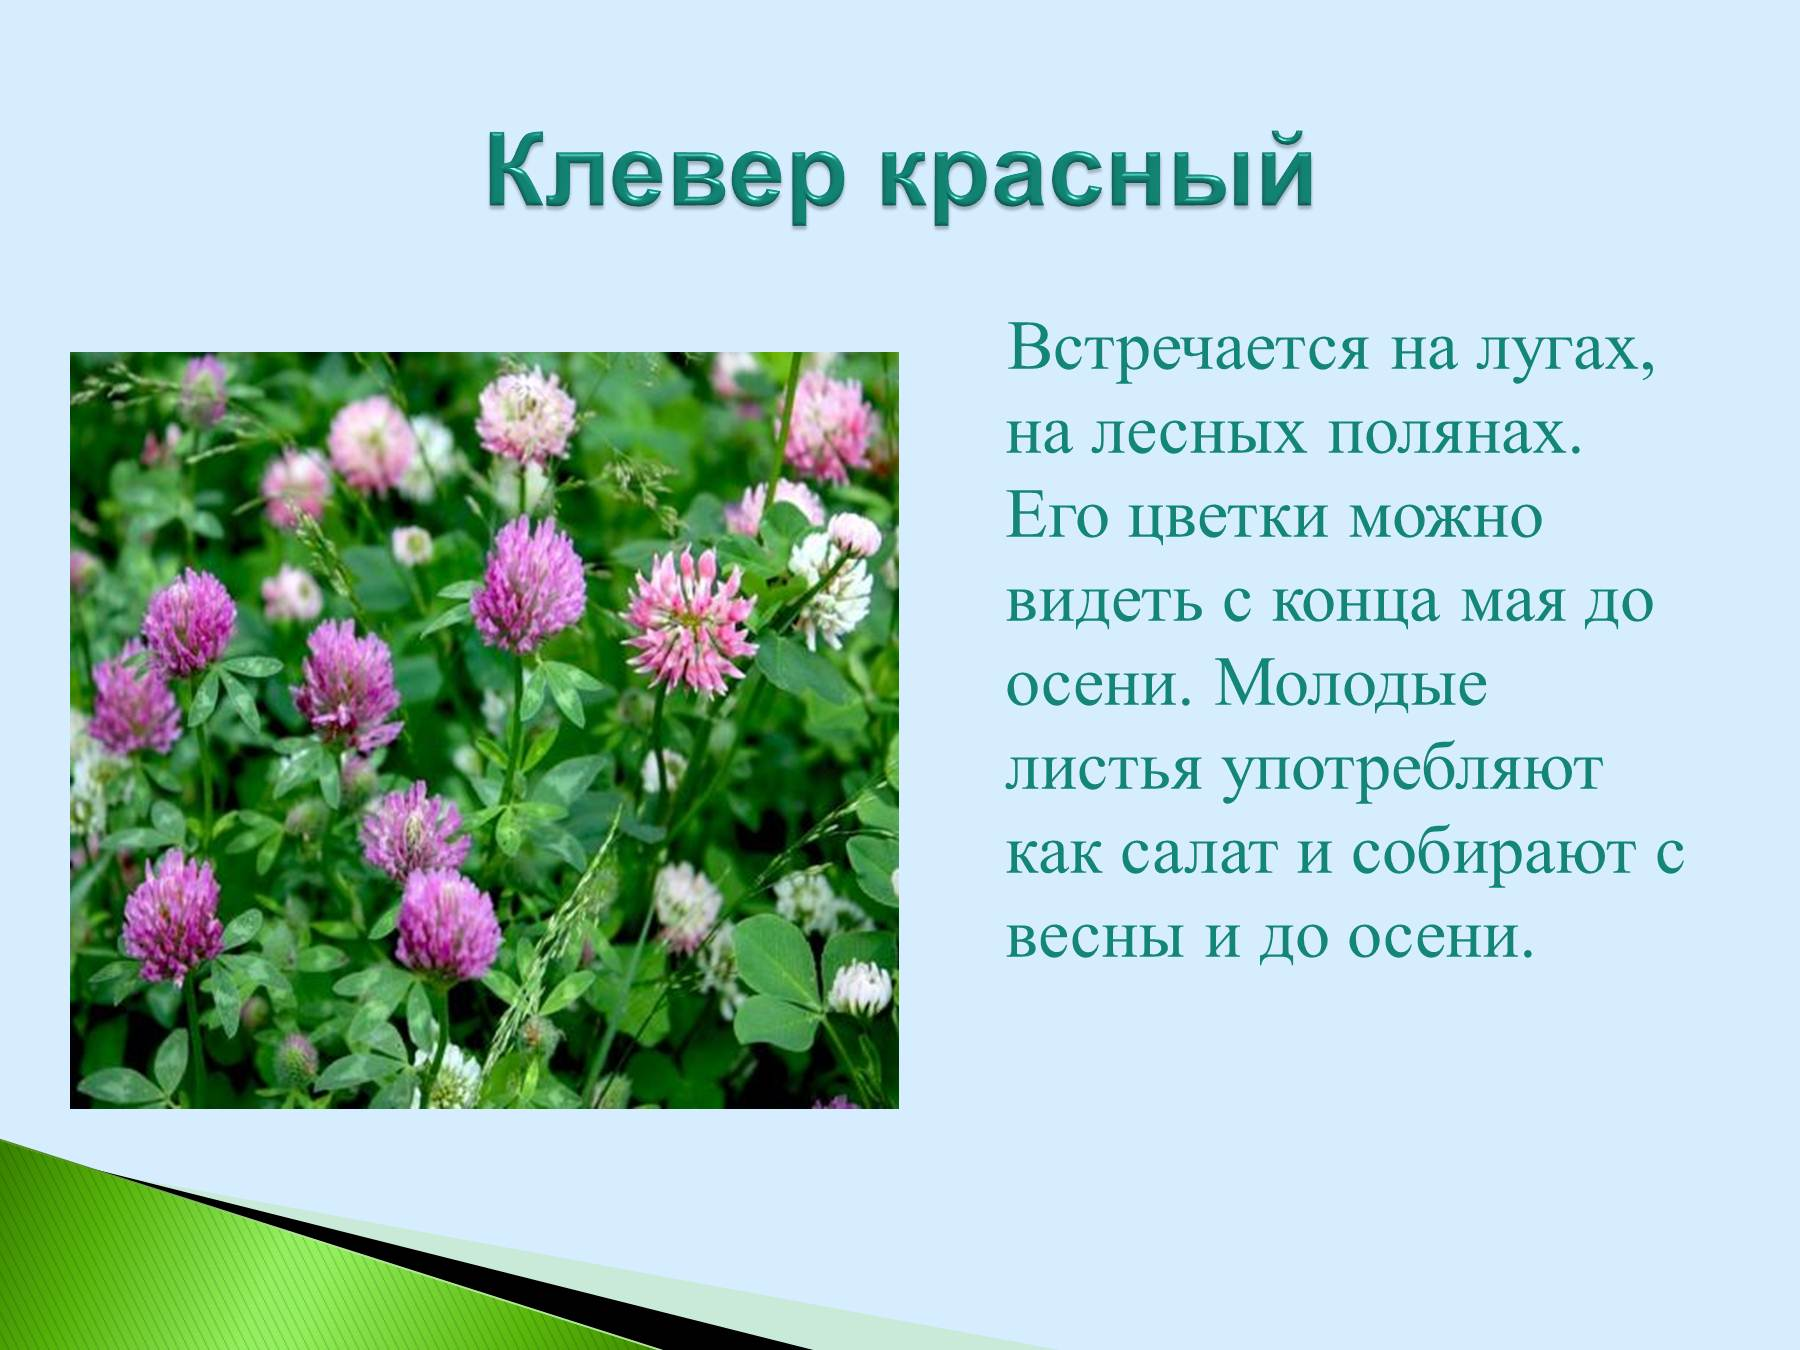 Клевер красный
Встречается на лугах,
на лесных полянах.
Его цветки можно
видеть с конца мая до
осени. Молодые
листья употребляют
как салат и собирают с
весны и до осени.